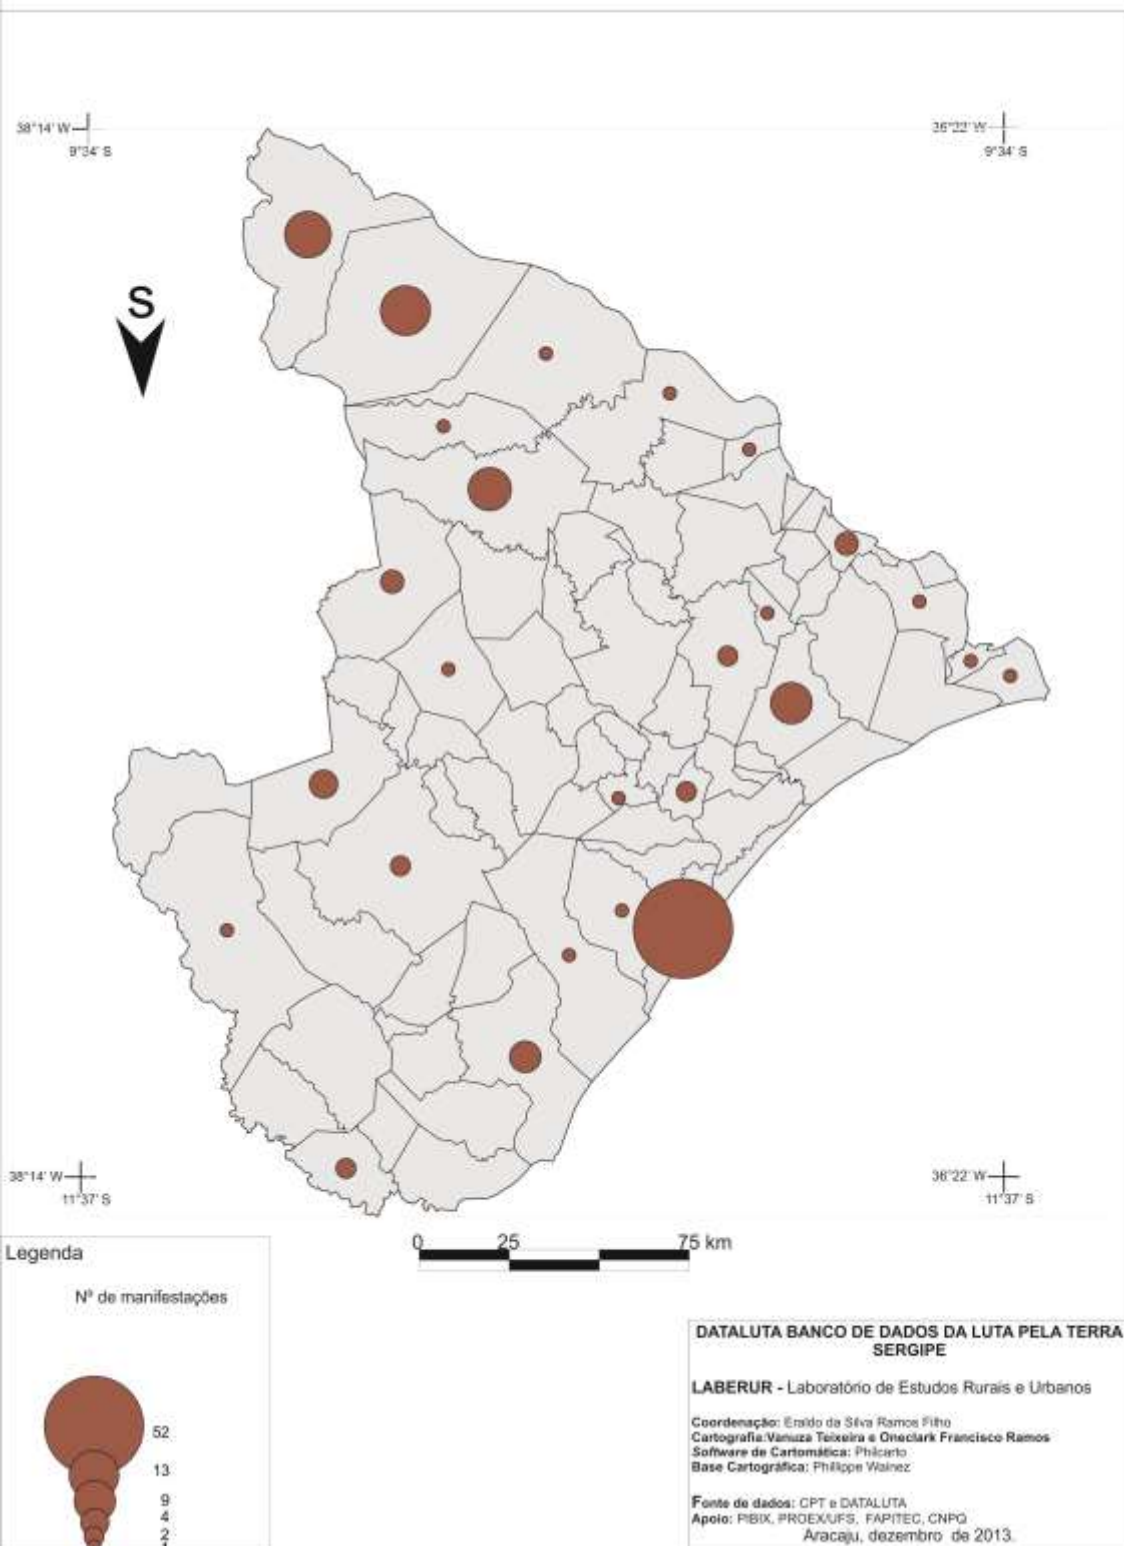 38°14' W
9°34' S
36°22' W
9°34' S
S
38°14' W
11°37' S
36°22' W
11°37' S
0 25 75 km
Legenda
Nº de manifestações
52
13
9
4
2
DATALUTA BANCO DE DADOS DA LUTA PELA TERRA
SERGIPE
LABERUR - Laboratório de Estudos Rurais e Urbanos
Coordenação: Eraldo da Silva Ramos Filho
Cartografia:Vanuza Teixeira e Oneclark Francisco Ramos
Software de Cartomática: Philcarto
Base Cartográfica: Phillippe Wainez
Fonte de dados: CPT e DATALUTA
Apoio: PIBIX, PROEX/UFS, FAPITEC, CNPQ
Aracaju, dezembro de 2013.